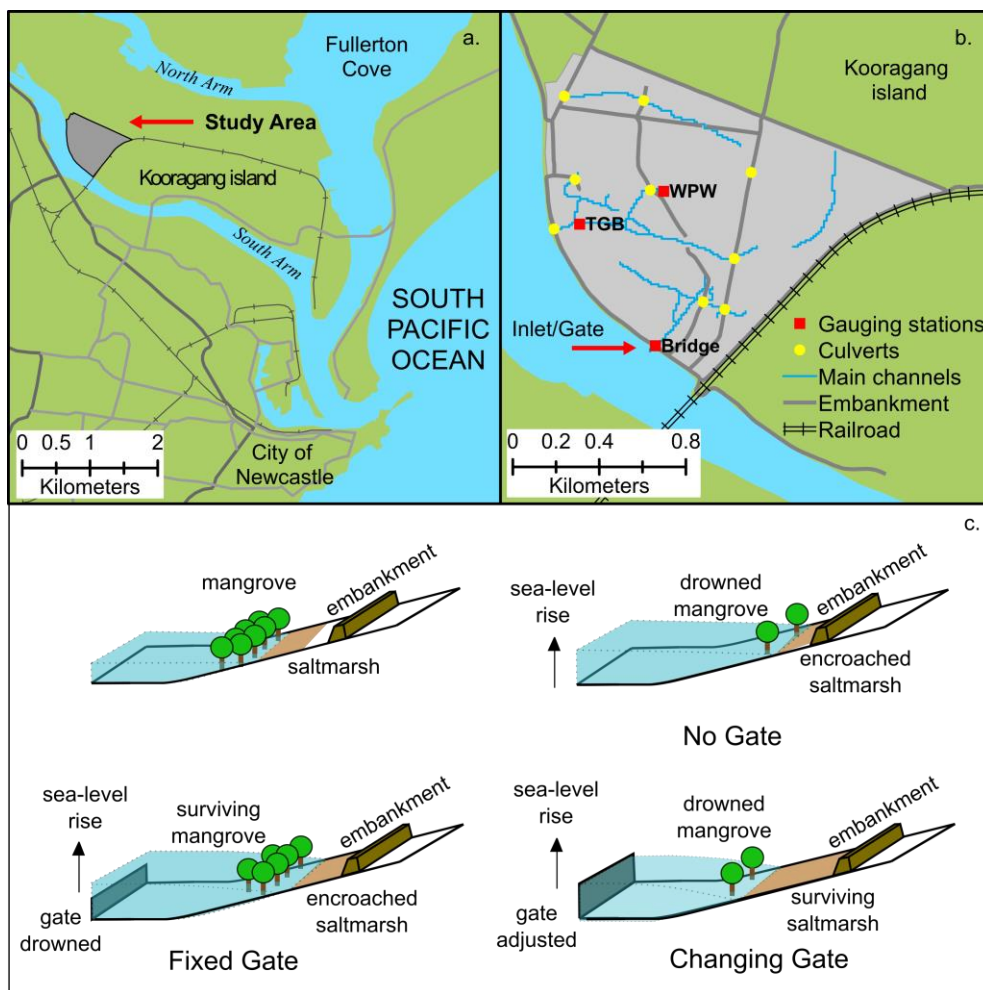 a.
North Arm
Fullerton
Cove
Study Area
Kooragang island
South Arm
SOUTH
PACIFIC
OCEAN
0 0.5 1 2
Kilometers
City of
Newcastle
b.
Kooragang
island
WPW
TGB
Inlet/Gate
Bridge
Gauging stations
Culverts
Main channels
Embankment
Railroad
0 0.2 0.4 0.8
Kilometers
c.
mangrove
embankment
saltmarsh
sea-level
rise
drowned
mangrove
embankment
encroached
saltmarsh
No Gate
sea-level
rise
surviving
mangrove
embankment
gate
drowned
encroached
saltmarsh
Fixed Gate
sea-level
rise
drowned
mangrove
embankment
gate
adjusted
surviving
saltmarsh
Changing Gate